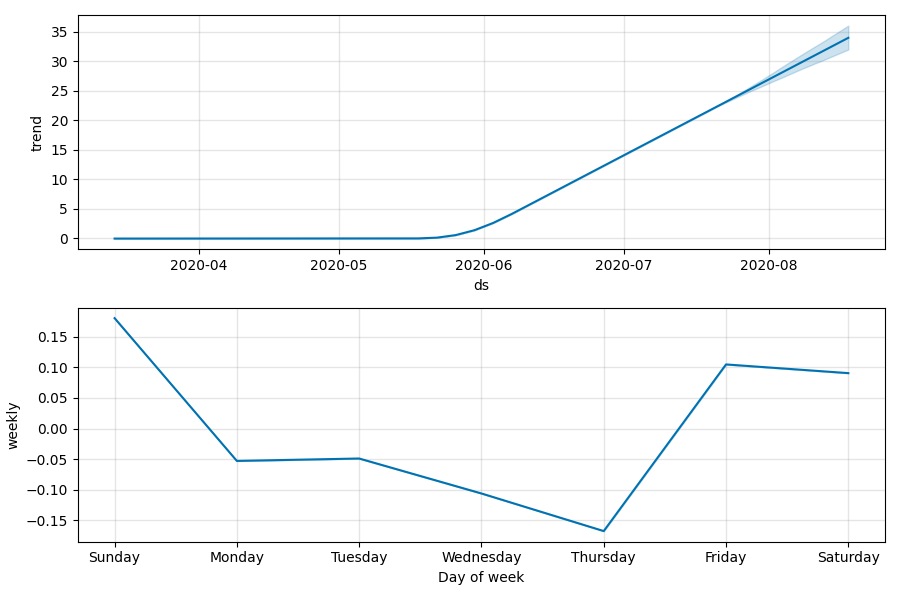 35
30
25
20
15
10
5
0
trend
2020-04 2020-05 2020-06 2020-07 2020-08
ds
0.15
0.10
0.05
0.00
−0.05
−0.10
−0.15
weekly
Sunday Monday Tuesday Wednesday Thursday Friday Saturday
Day of week